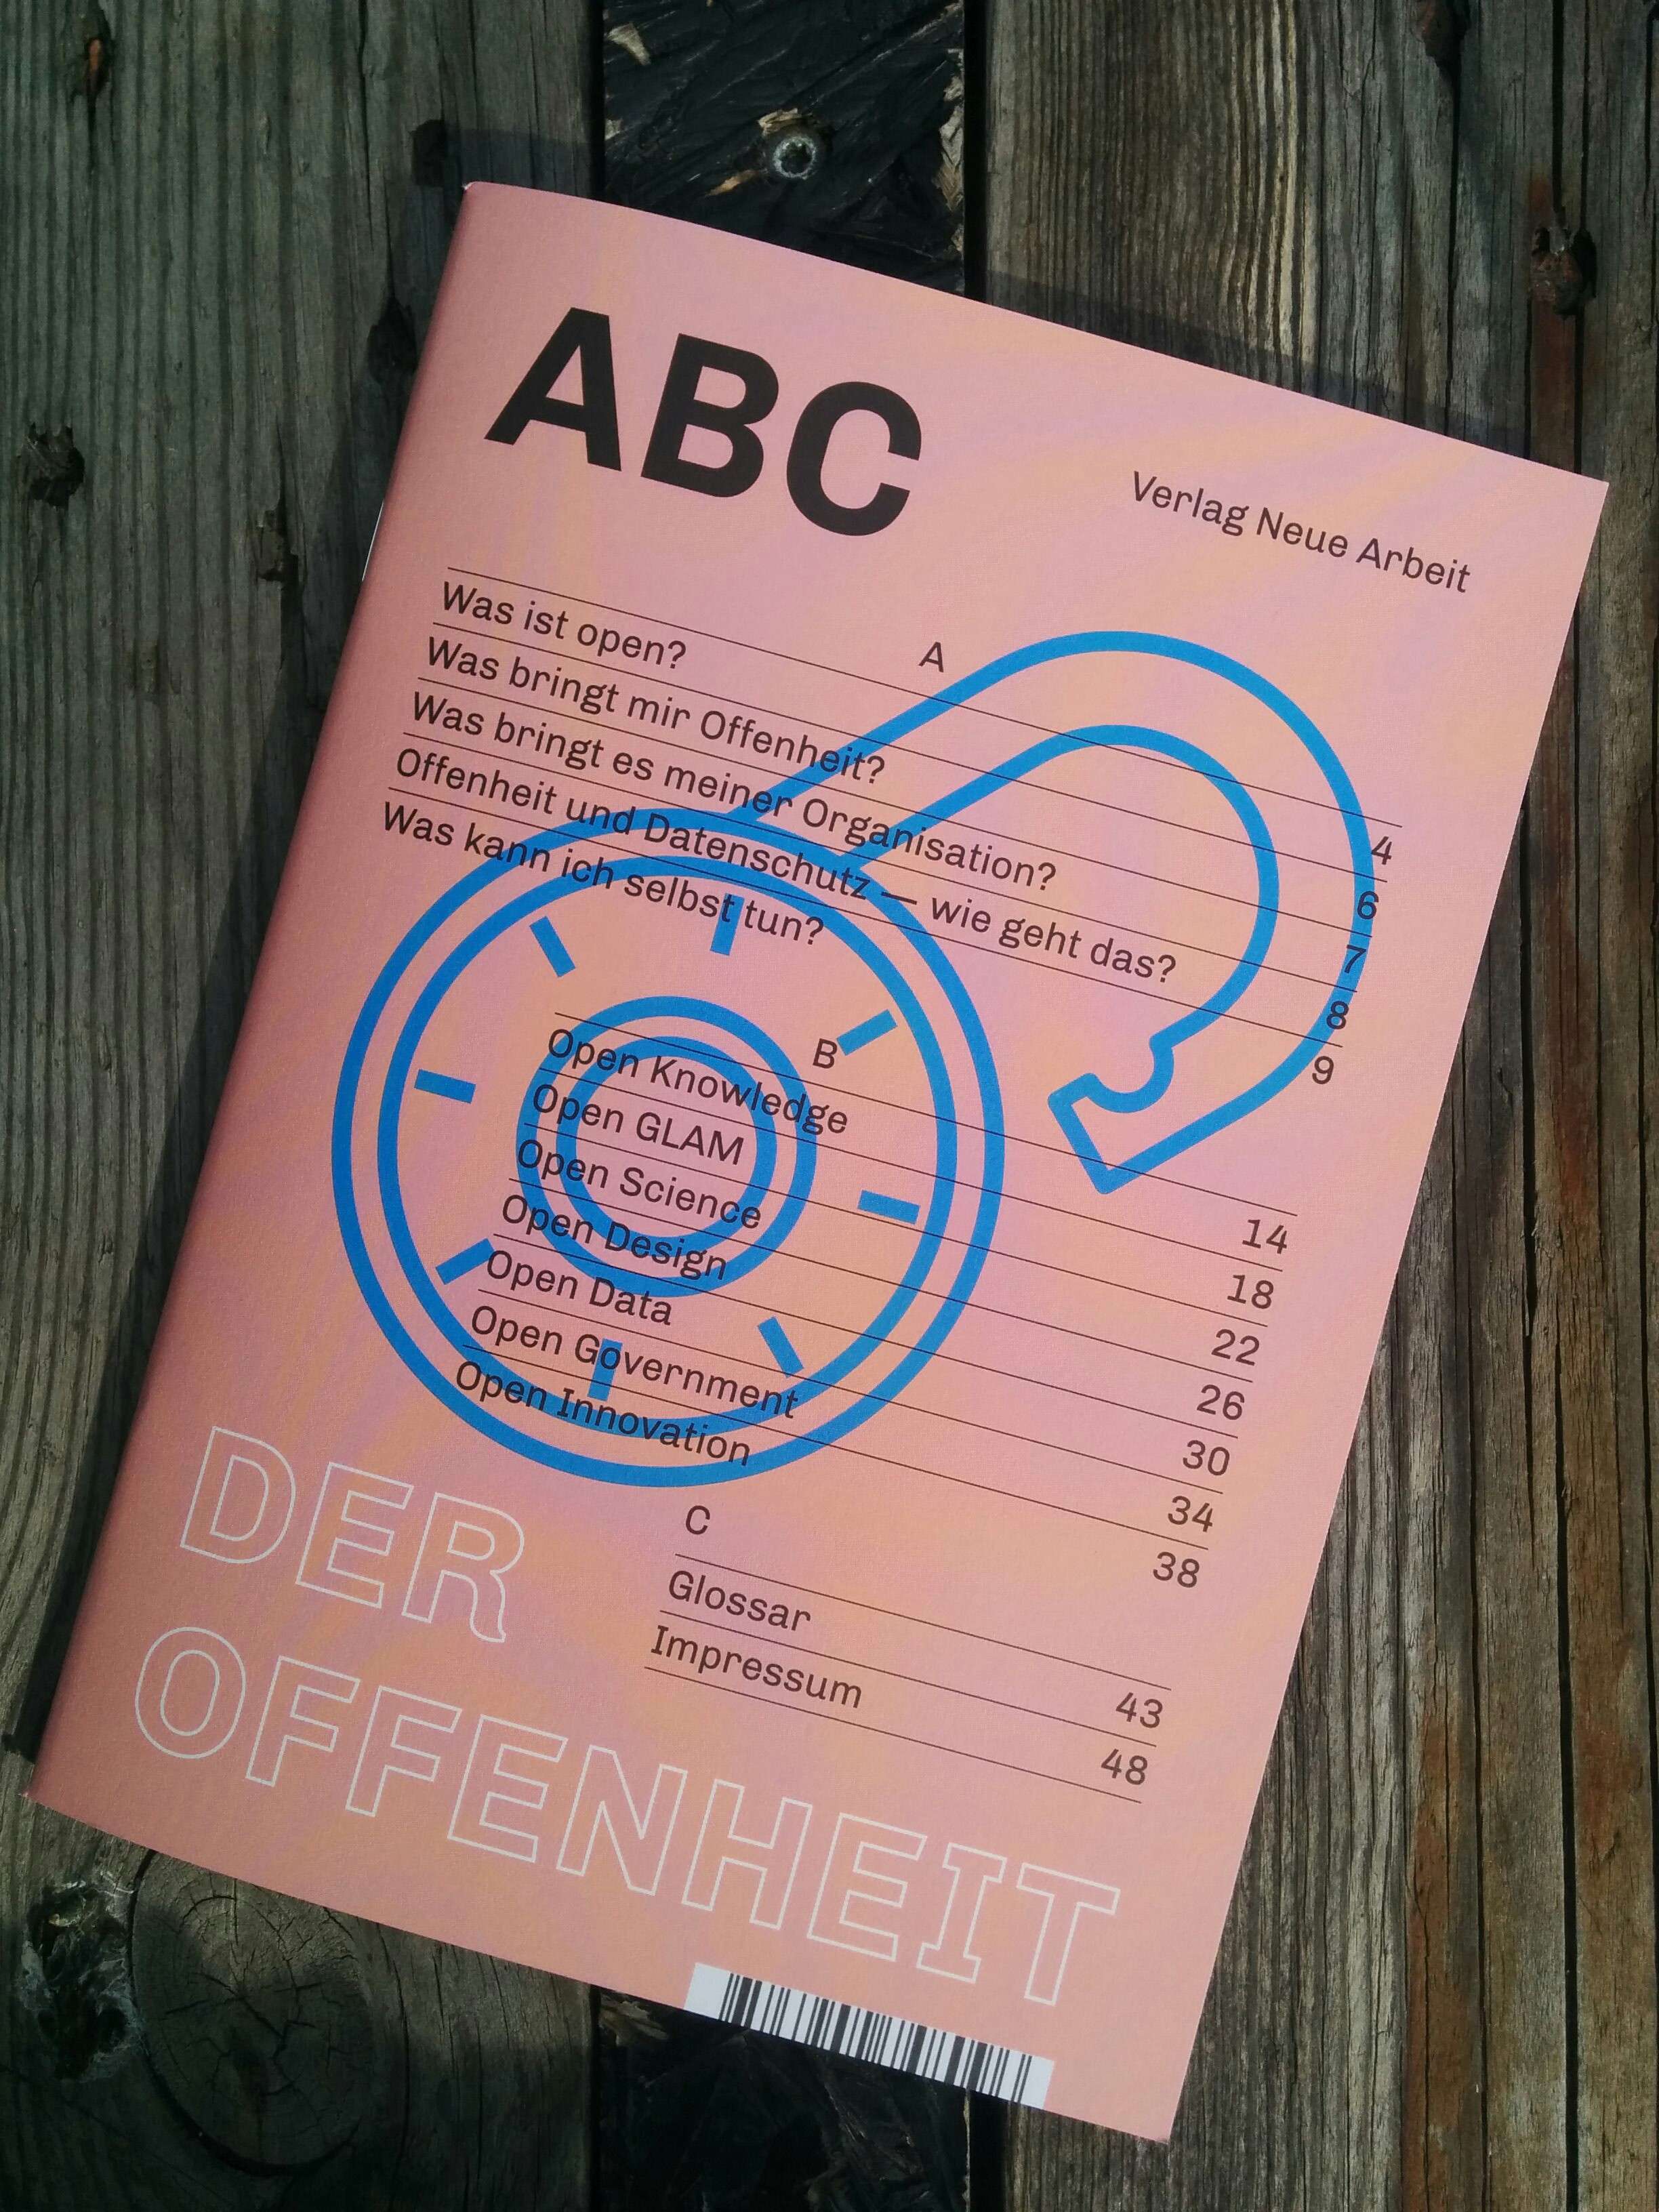 ABC
Verlag Neue Arbeit
A
Was ist open? 4
Was bringt mir Offenheit? 6
Was bringt es meiner Organisation? 7
Offenheit und Datenschutz — wie geht das? 8
Was kann ich selbst tun? 9
B
Open Knowledge 14
Open GLAM 18
Open Science 22
Open Design 26
Open Data 30
Open Government 34
Open Innovation 38
C
Glossar 43
Impressum 48
DER
OFFENHEIT